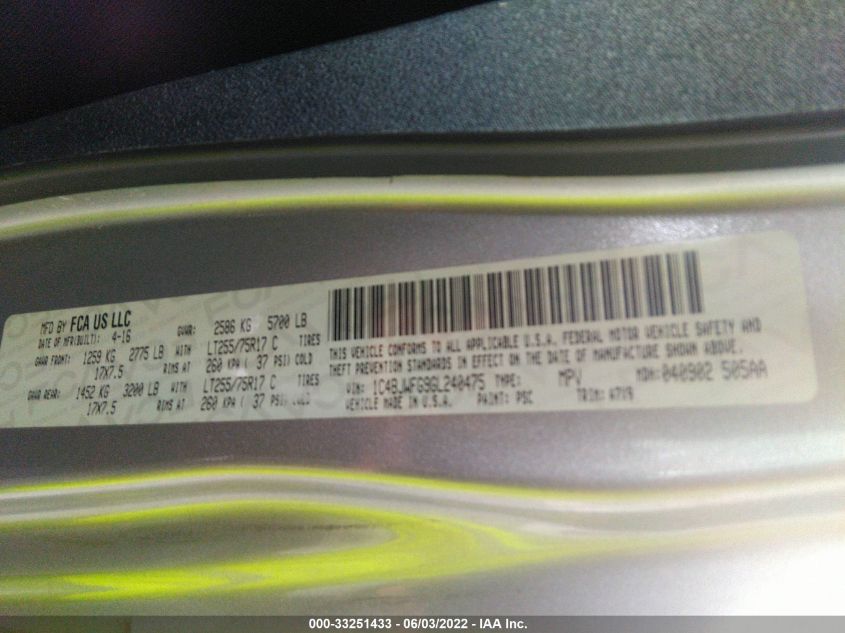 MFD BY FCA US LLC
DATE OF MFR(BUILT): 4-16 GVWR: 2586 KG 5700 LB
GAWR FRONT: 1259 KG 2775 LB WITH LT255/75R17 C TIRES
17X7.5 RIMS AT 260 KPA ( 37 PSI) COLD
GAWR REAR: 1452 KG 3200 LB WITH LT255/75R17 C TIRES
17X7.5 RIMS AT 260 KPA ( 37 PSI) COLD
THIS VEHICLE CONFORMS TO ALL APPLICABLE U.S.A. FEDERAL MOTOR VEHICLE SAFETY AND
THEFT PREVENTION STANDARDS IN EFFECT ON THE DATE OF MANUFACTURE SHOWN ABOVE.
VIN: 1C4BJWFG9GL240475 TYPE: MPV MDH: 040902 505AA
VEHICLE MADE IN U.S.A. PAINT: PSC TRIM: A7V9
000-33251433 - 06/03/2022 - IAA Inc.